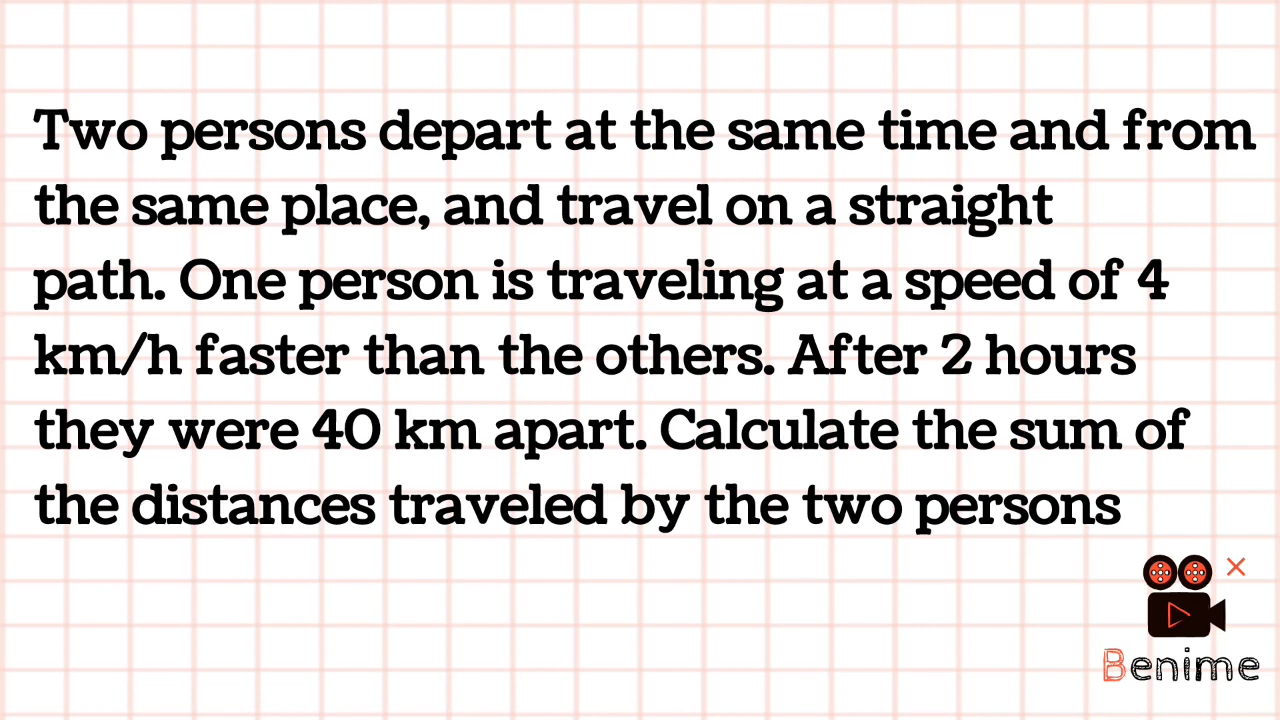 Two persons depart at the same time and from
the same place, and travel on a straight
path. One person is traveling at a speed of 4
km/h faster than the others. After 2 hours
they were 40 km apart. Calculate the sum of
the distances traveled by the two persons
Benime